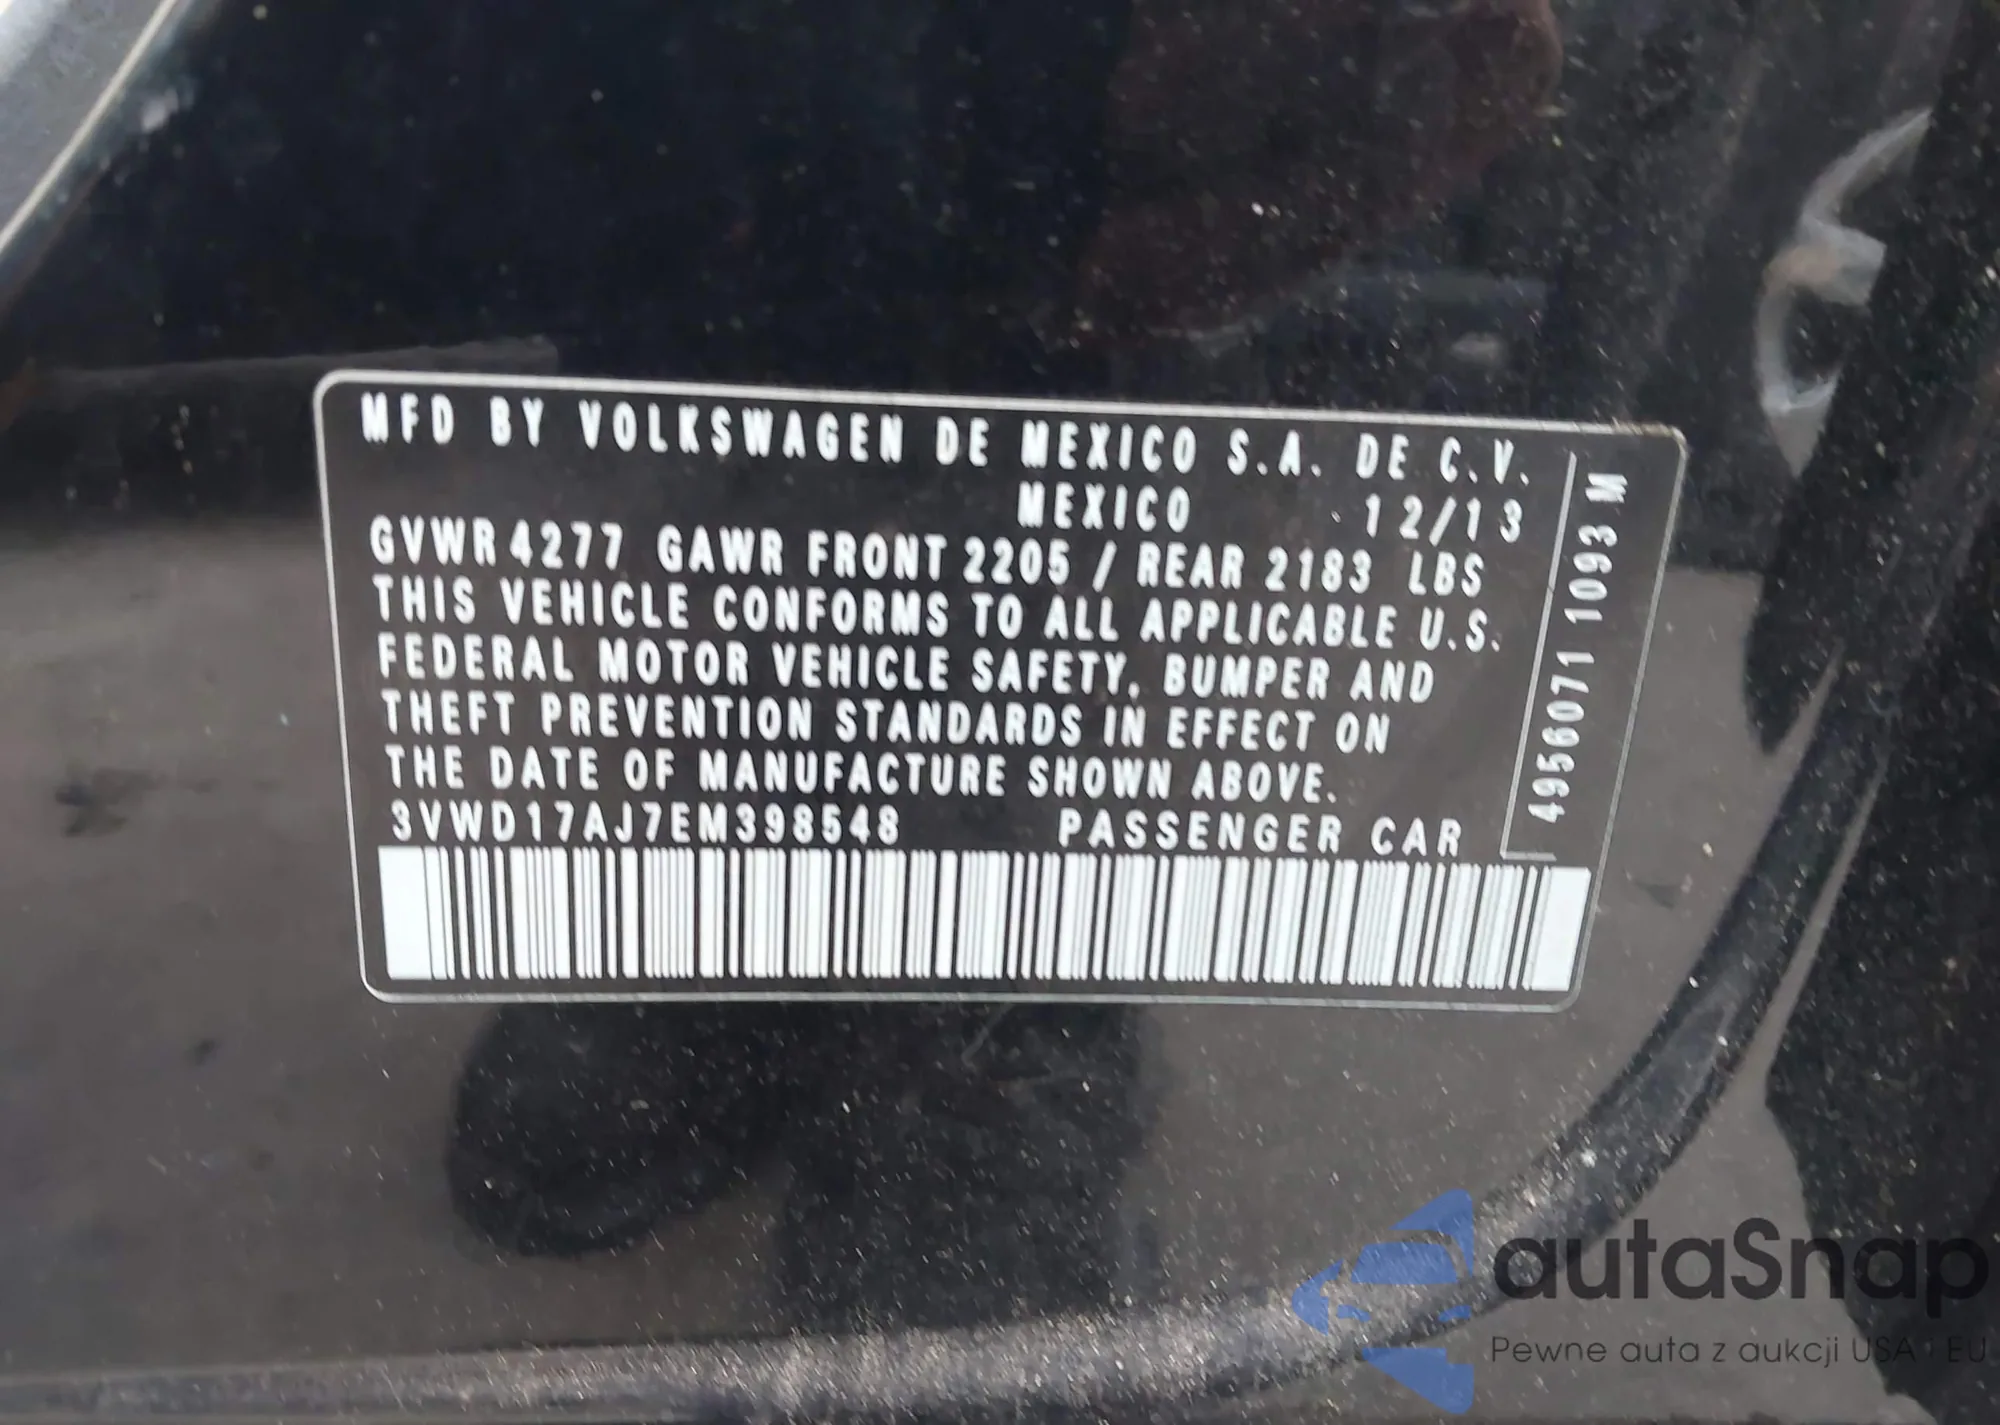 MFD BY VOLKSWAGEN DE MEXICO S.A. DE C.V.
MEXICO 12/13
GVWR 4277 GAWR FRONT 2205 / REAR 2183 LBS
THIS VEHICLE CONFORMS TO ALL APPLICABLE U.S.
FEDERAL MOTOR VEHICLE SAFETY, BUMPER AND
THEFT PREVENTION STANDARDS IN EFFECT ON
THE DATE OF MANUFACTURE SHOWN ABOVE.
3VWD17AJ7EM398548 PASSENGER CAR
49560711 1093 M
autaSnap
Pewne auta z aukcji USA i EU